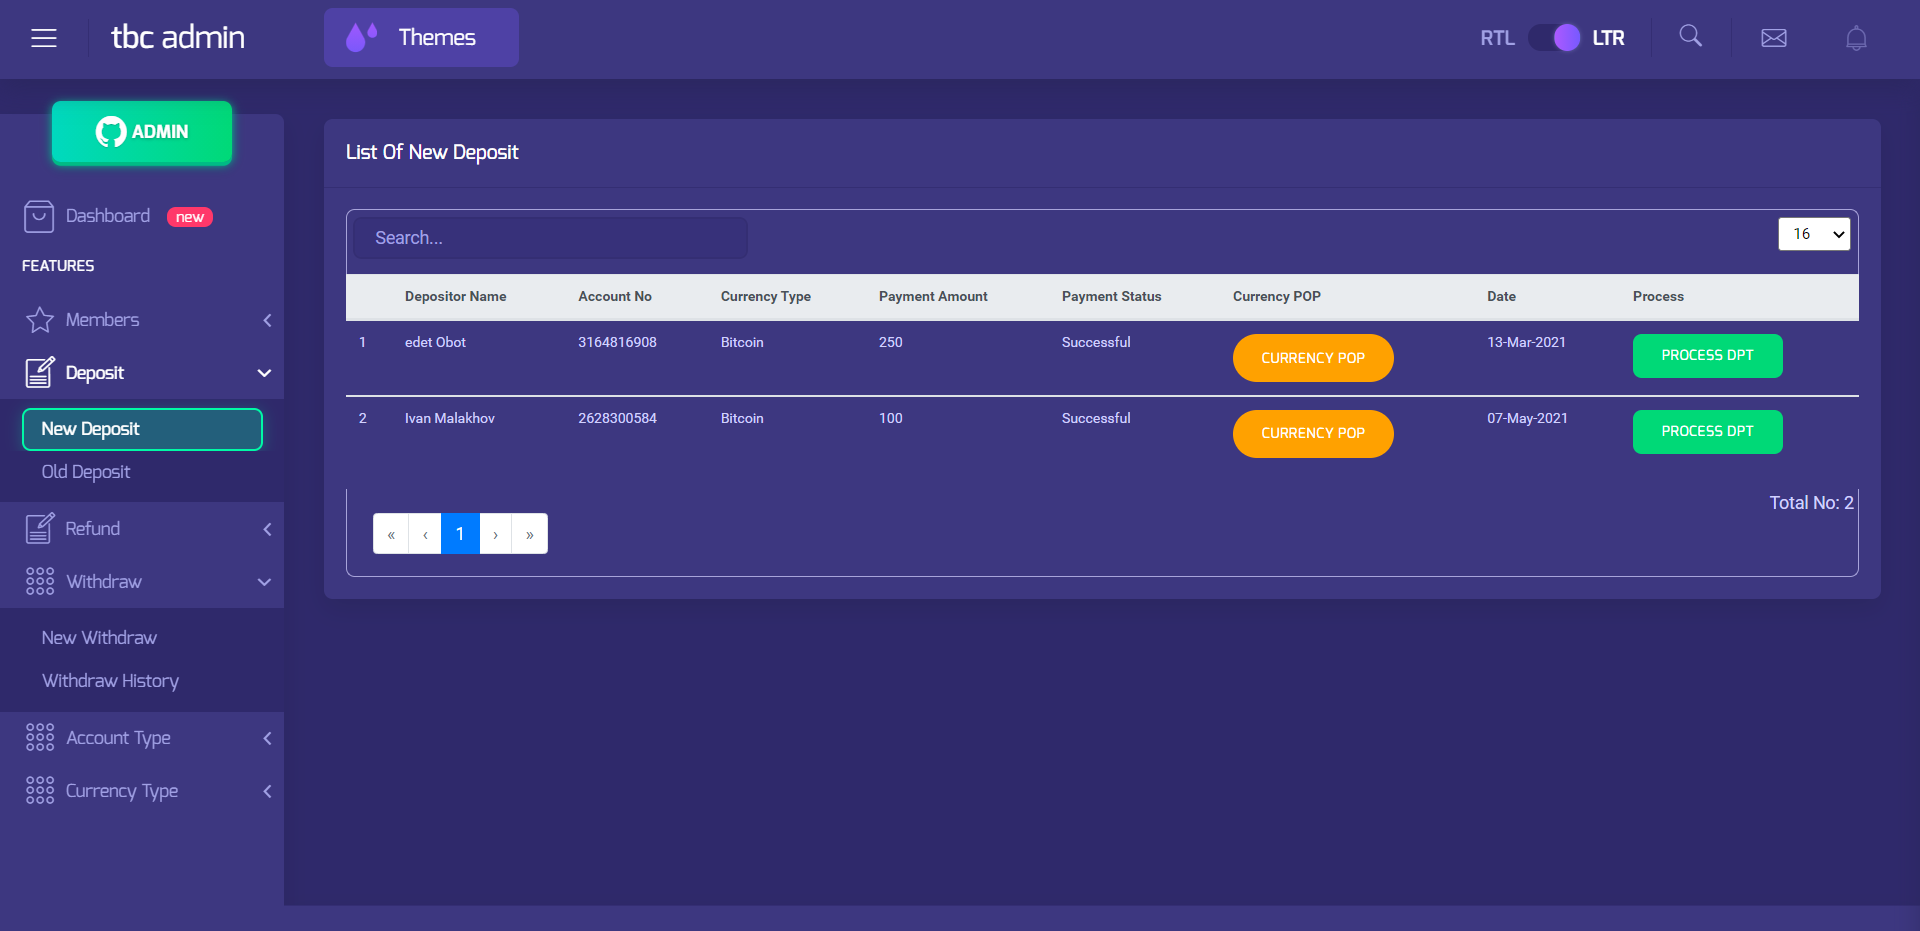 tbc admin
Themes
RTL LTR
ADMIN
Dashboard new
FEATURES
Members
Deposit
New Deposit
Old Deposit
Refund
Withdraw
New Withdraw
Withdraw History
Account Type
Currency Type
List Of New Deposit
Search...
16
Depositor Name Account No Currency Type Payment Amount Payment Status Currency POP Date Process
1 edet Obot 3164816908 Bitcoin 250 Successful CURRENCY POP 13-Mar-2021 PROCESS DPT
2 Ivan Malakhov 2628300584 Bitcoin 100 Successful CURRENCY POP 07-May-2021 PROCESS DPT
Total No: 2
« ‹ 1 › »